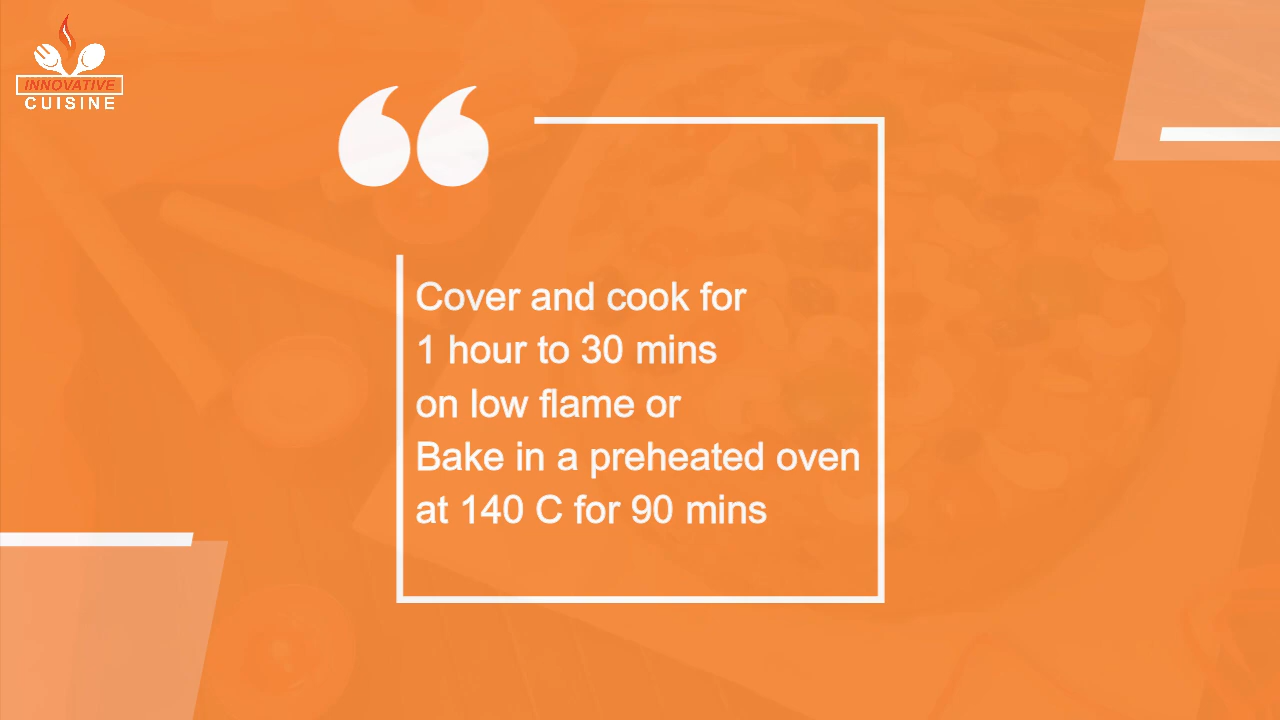 INNOVATIVE
CUISINE
Cover and cook for
1 hour to 30 mins
on low flame or
Bake in a preheated oven
at 140 C for 90 mins